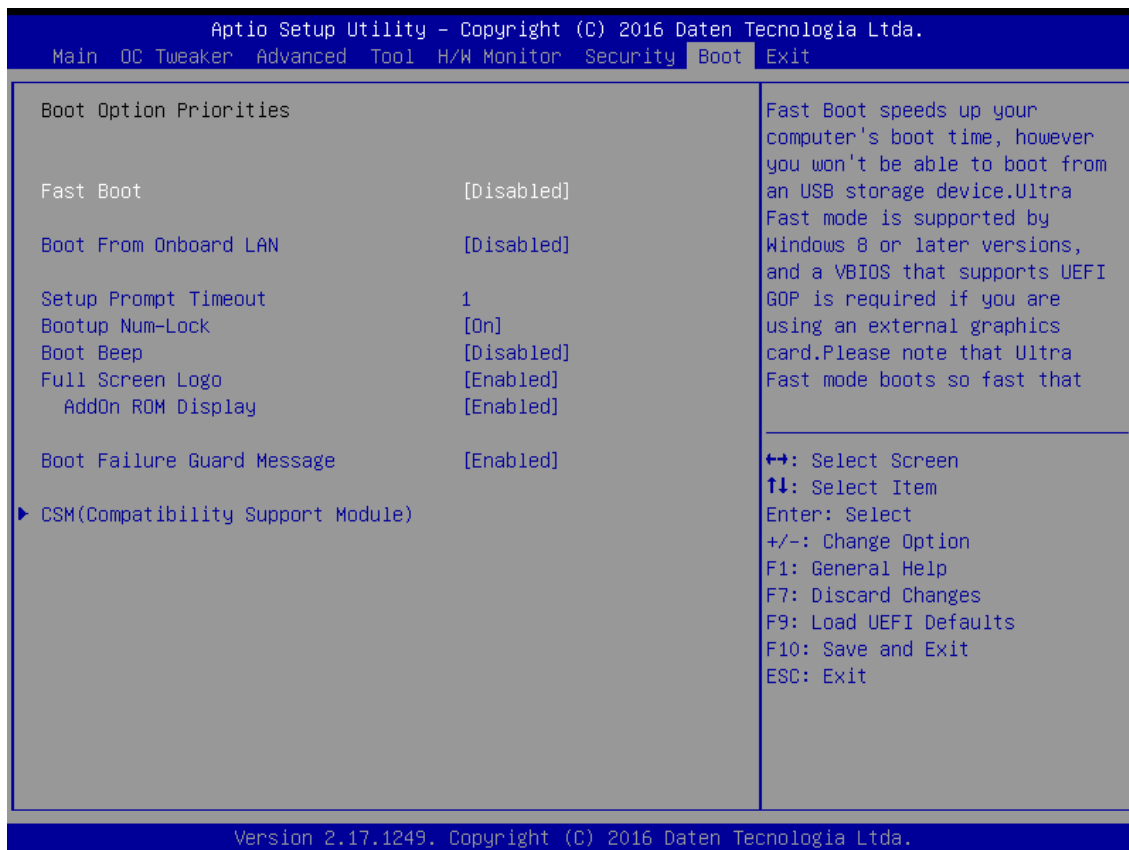 Aptio Setup Utility – Copyright (C) 2016 Daten Tecnologia Ltda.
Main OC Tweaker Advanced Tool H/W Monitor Security Boot Exit
Boot Option Priorities
Fast Boot [Disabled]
Boot From Onboard LAN [Disabled]
Setup Prompt Timeout 1
Bootup Num-Lock [On]
Boot Beep [Disabled]
Full Screen Logo [Enabled]
AddOn ROM Display [Enabled]
Boot Failure Guard Message [Enabled]
CSM(Compatibility Support Module)
Fast Boot speeds up your
computer's boot time, however
you won't be able to boot from
an USB storage device.Ultra
Fast mode is supported by
Windows 8 or later versions,
and a VBIOS that supports UEFI
GOP is required if you are
using an external graphics
card.Please note that Ultra
Fast mode boots so fast that
↔: Select Screen
↑↓: Select Item
Enter: Select
+/-: Change Option
F1: General Help
F7: Discard Changes
F9: Load UEFI Defaults
F10: Save and Exit
ESC: Exit
Version 2.17.1249. Copyright (C) 2016 Daten Tecnologia Ltda.